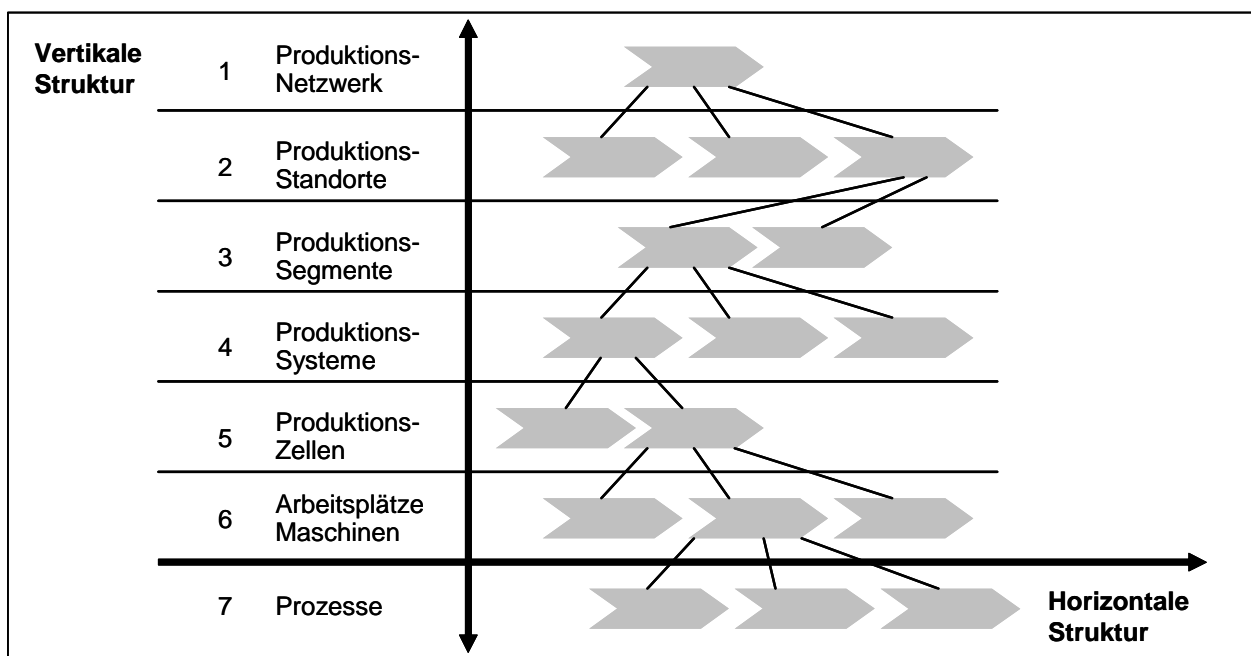 Vertikale
Struktur
1
Produktions-
Netzwerk
2
Produktions-
Standorte
3
Produktions-
Segmente
4
Produktions-
Systeme
5
Produktions-
Zellen
6
Arbeitsplätze
Maschinen
7
Prozesse
Horizontale
Struktur